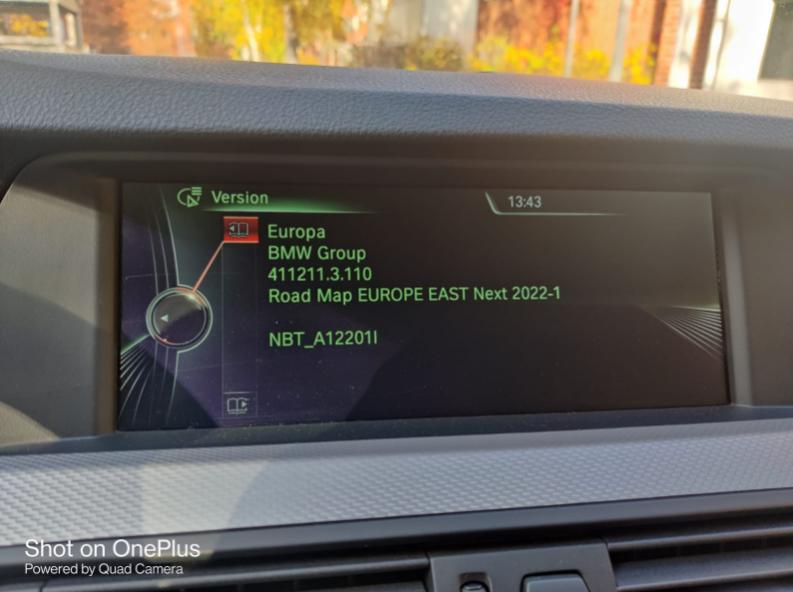 Version
13:43
Europa
BMW Group
411211.3.110
Road Map EUROPE EAST Next 2022-1
NBT_A12201I
Shot on OnePlus
Powered by Quad Camera